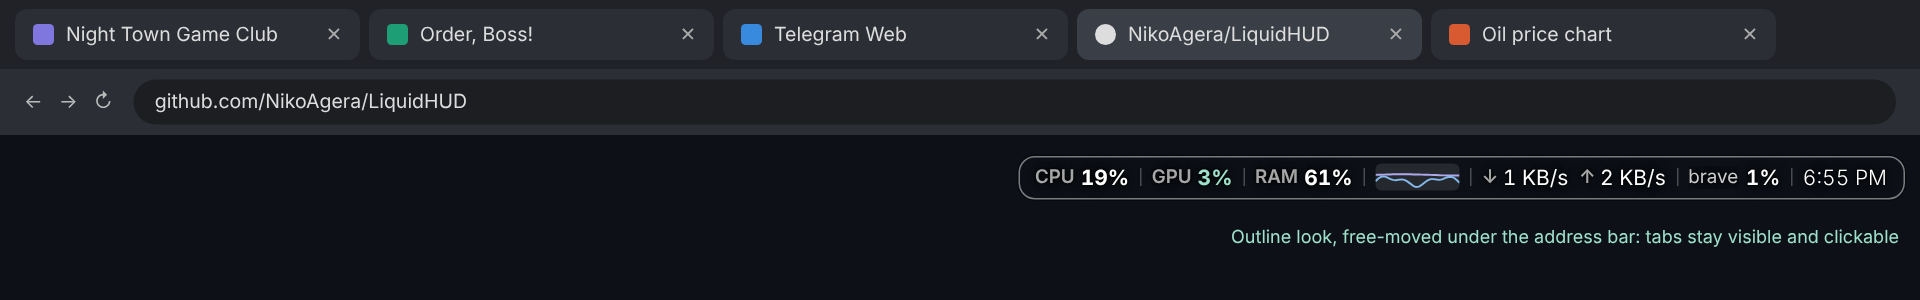 Night Town Game Club ✕ Order, Boss! ✕ Telegram Web ✕ NikoAgera/LiquidHUD ✕ Oil price chart ✕
← → github.com/NikoAgera/LiquidHUD
CPU 19% | GPU 3% | RAM 61% | | ↓ 1 KB/s ↑ 2 KB/s | brave 1% | 6:55 PM
Outline look, free-moved under the address bar: tabs stay visible and clickable